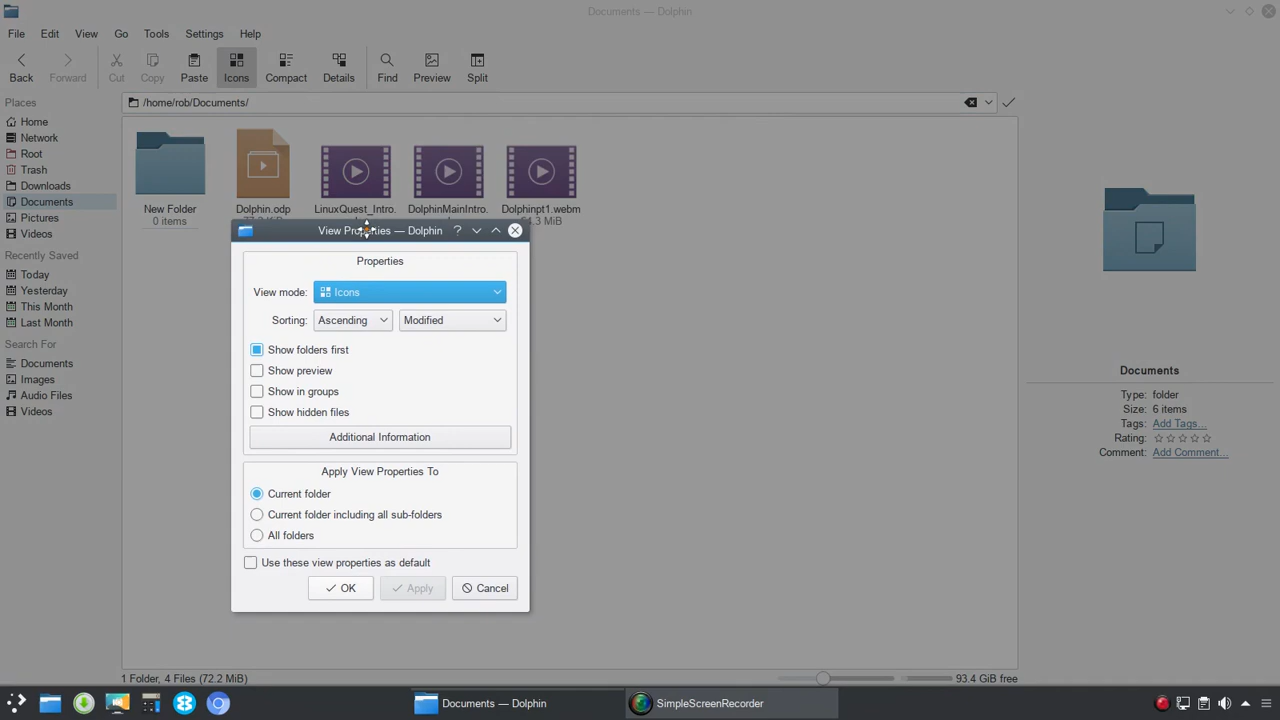 Documents — Dolphin
File Edit View Go Tools Settings Help
Back Forward Cut Copy Paste Icons Compact Details Find Preview Split
Places
/home/rob/Documents/
Home
Network
Root
Trash
Downloads
Documents
Pictures
Videos
Recently Saved
Today
Yesterday
This Month
Last Month
Search For
Documents
Images
Audio Files
Videos
New Folder
0 items
Dolphin.odp
LinuxQuest_Intro.
DolphinMainIntro.
Dolphinpt1.webm
View Properties — Dolphin
Properties
View mode: Icons
Sorting: Ascending Modified
Show folders first
Show preview
Show in groups
Show hidden files
Additional Information
Apply View Properties To
Current folder
Current folder including all sub-folders
All folders
Use these view properties as default
OK Apply Cancel
Documents
Type: folder
Size: 6 items
Tags: Add Tags...
Rating:
Comment: Add Comment...
1 Folder, 4 Files (72.2 MiB)
93.4 GiB free
Documents — Dolphin
SimpleScreenRecorder